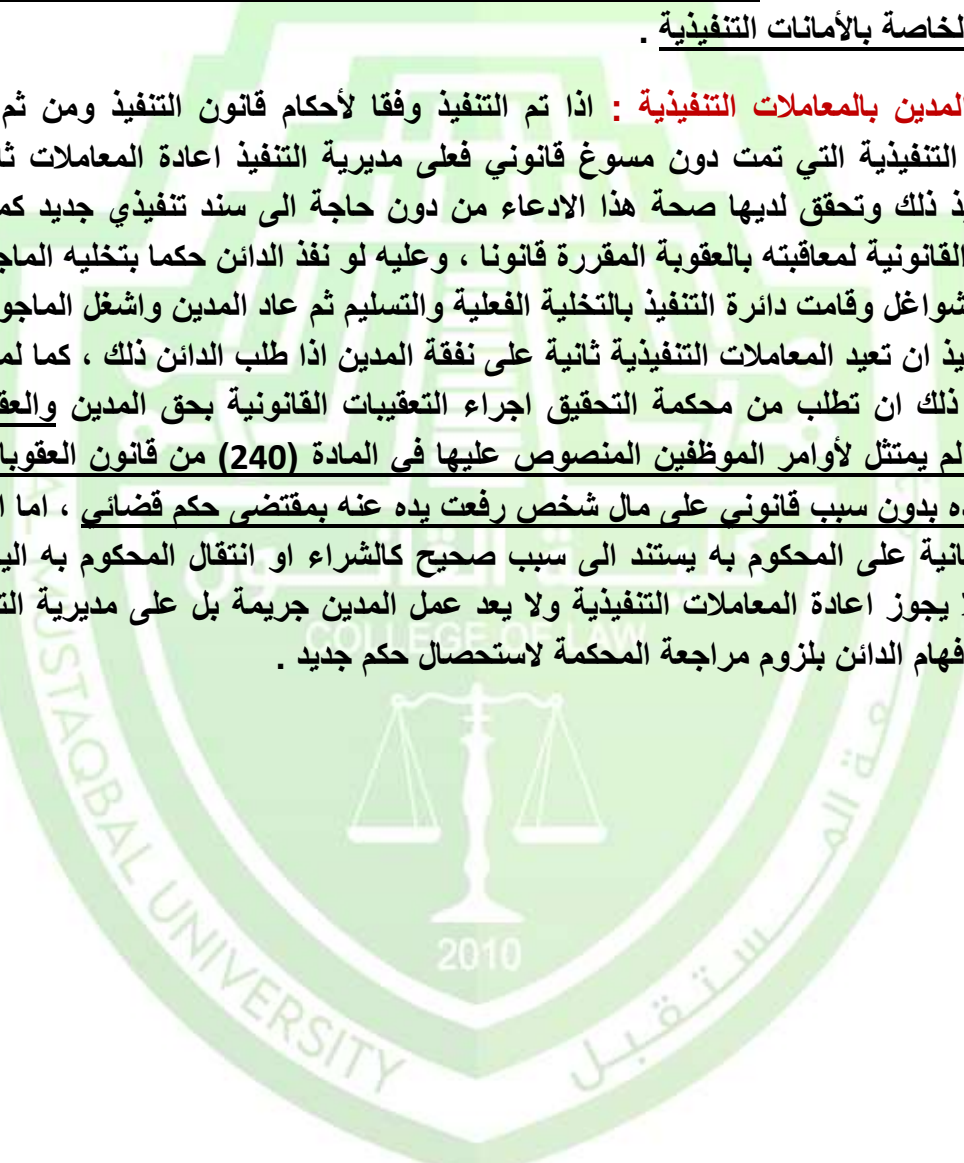 لخاصة بالأمانات التنفيذية .
لمدين بالمعاملات التنفيذية : اذا تم التنفيذ وفقا لأحكام قانون التنفيذ ومن ثم
التنفيذية التي تمت دون مسوغ قانوني فعلى مديرية التنفيذ اعادة المعاملات ثا
يذ ذلك وتحقق لديها صحة هذا الادعاء من دون حاجة الى سند تنفيذي جديد كم
القانونية لمعاقبته بالعقوبة المقررة قانونا ، وعليه لو نفذ الدائن حكما بتخليه الماج
شواغل وقامت دائرة التنفيذ بالتخلية الفعلية والتسليم ثم عاد المدين واشغل الماجو
يذ ان تعيد المعاملات التنفيذية ثانية على نفقة المدين اذا طلب الدائن ذلك ، كما لم
ذلك ان تطلب من محكمة التحقيق اجراء التعقيبات القانونية بحق المدين والعق
لم يمتثل لأوامر الموظفين المنصوص عليها في المادة (240) من قانون العقوبا
ه بدون سبب قانوني على مال شخص رفعت يده عنه بمقتضى حكم قضائي ، اما ا
انية على المحكوم به يستند الى سبب صحيح كالشراء او انتقال المحكوم به الي
لا يجوز اعادة المعاملات التنفيذية ولا يعد عمل المدين جريمة بل على مديرية الت
فهام الدائن بلزوم مراجعة المحكمة لاستحصال حكم جديد .
COLLEGE OF LAW
2010
AL-MUSTAQBAL UNIVERSITY